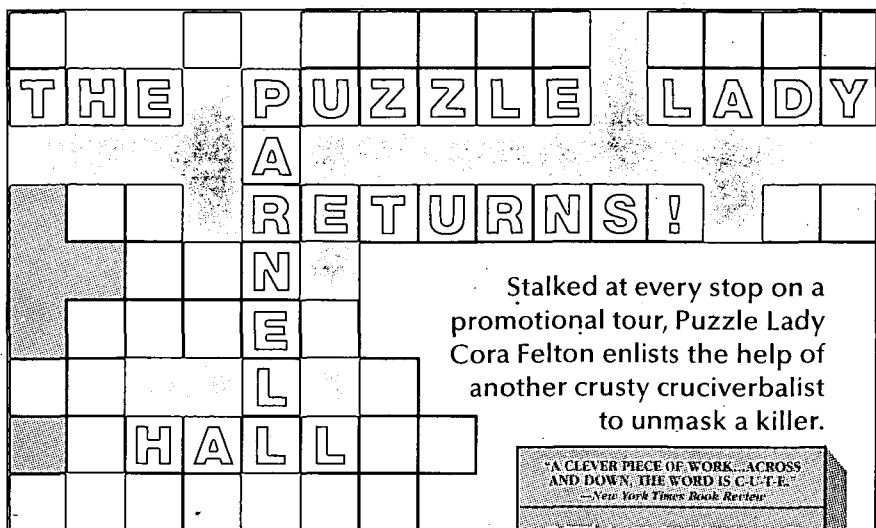 THE PUZZLE LADY
PARNELL
RETURNS!
HALL
Stalked at every stop on a
promotional tour, Puzzle Lady
Cora Felton enlists the help of
another crusty cruciverbalist
to unmask a killer.
"A CLEVER PIECE OF WORK...ACROSS
AND DOWN, THE WORD IS C-U-T-E."
—New York Times Book Review